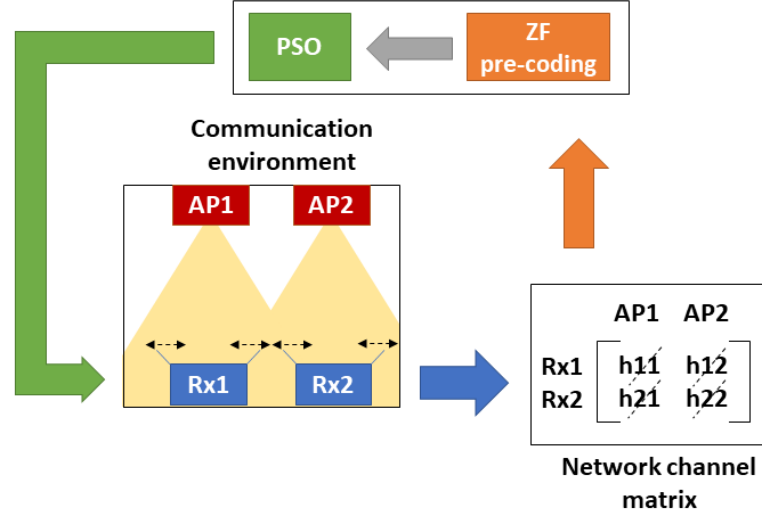 PSO
ZF
pre-coding
Communication
environment
AP1 AP2
Rx1 Rx2
AP1 AP2
Rx1 h11 h12
Rx2 h21 h22
Network channel
matrix